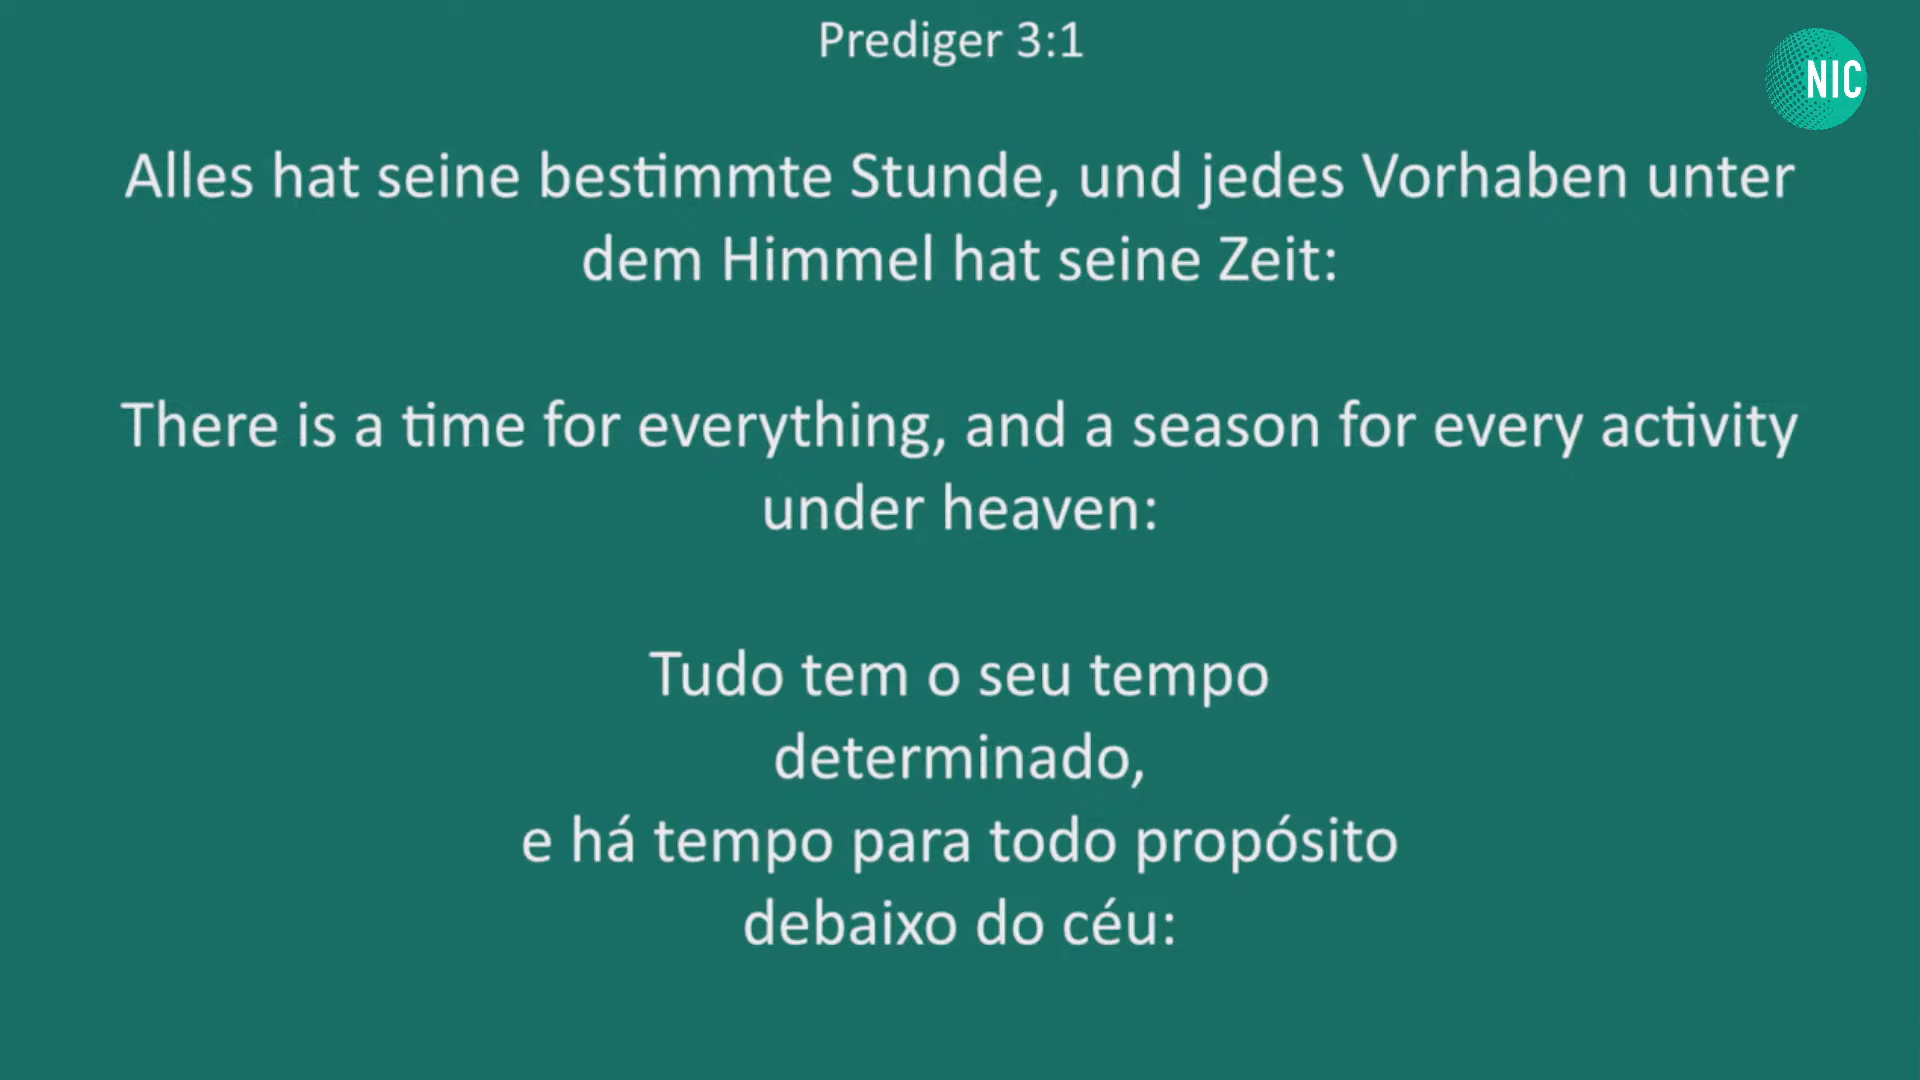 Prediger 3:1
NIC
Alles hat seine bestimmte Stunde, und jedes Vorhaben unter
dem Himmel hat seine Zeit:
There is a time for everything, and a season for every activity
under heaven:
Tudo tem o seu tempo
determinado,
e há tempo para todo propósito
debaixo do céu: